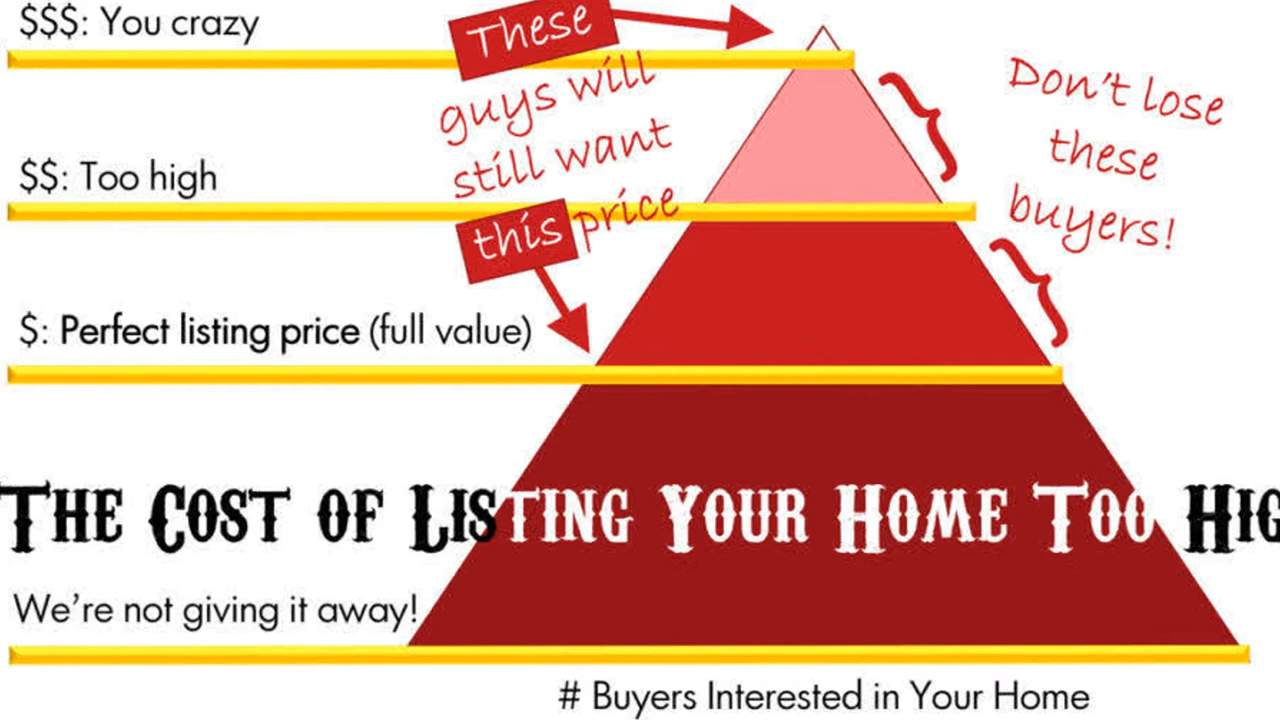 $$$: You crazy
These
guys will
still want
this price
Don't lose
these
buyers!
$$: Too high
$: Perfect listing price (full value)
The Cost of Listing Your Home Too Hig
We're not giving it away!
# Buyers Interested in Your Home